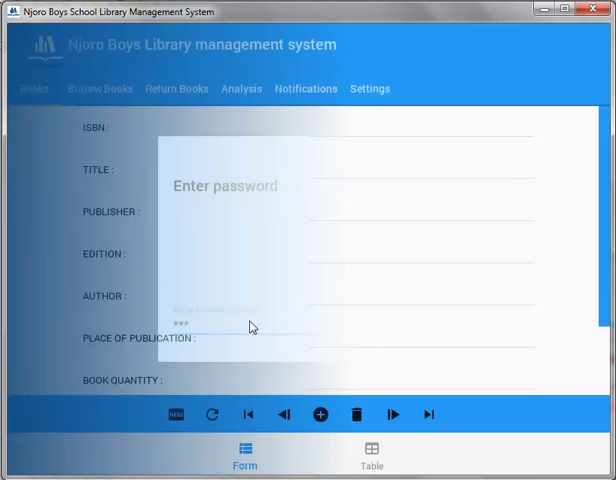 Njoro Boys School Library Management System
Njoro Boys Library management system
Books Borrow Books Return Books Analysis Notifications Settings
ISBN :
TITLE :
Enter password
PUBLISHER :
EDITION :
AUTHOR :
***
PLACE OF PUBLICATION :
BOOK QUANTITY :
NEW
Form Table